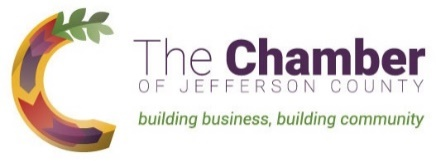 The Chamber
OF JEFFERSON COUNTY
building business, building community